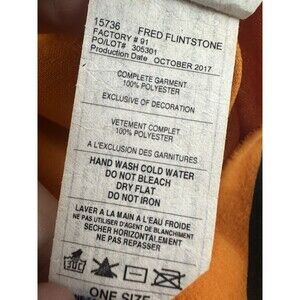 15736 FRED FLINTSTONE
FACTORY # 91
PO/LOT# 305301
Production Date OCTOBER 2017
COMPLETE GARMENT
100% POLYESTER
EXCLUSIVE OF DECORATION
VETEMENT COMPLET
100% POLYESTER
A L'EXCLUSION DES GARNITURES
HAND WASH COLD WATER
DO NOT BLEACH
DRY FLAT
DO NOT IRON
LAVER A LA MAIN A L'EAU FROIDE
NE PAS UTILISER D'AGENT DE BLANCHIMENT
SECHER HORIZONTALEMENT
NE PAS REPASSER
ONE SIZE